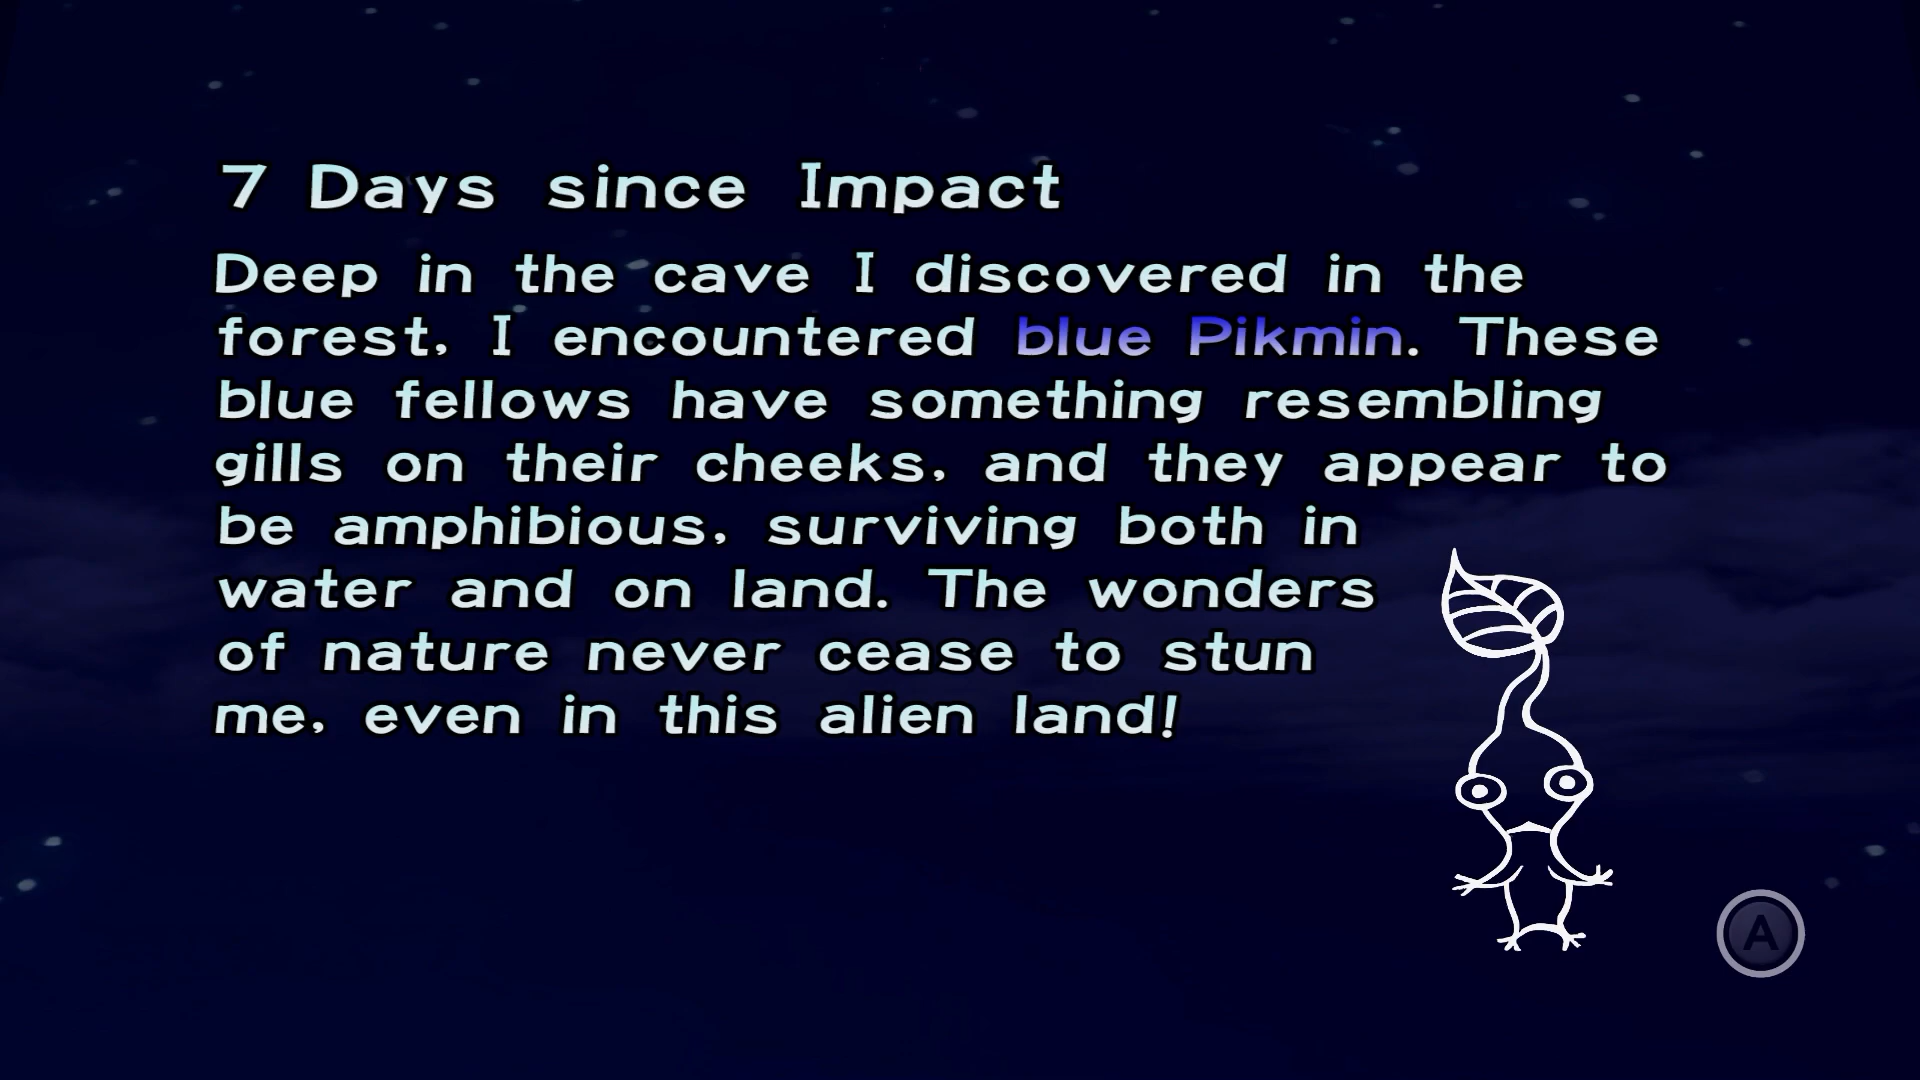 7 Days since Impact
Deep in the cave I discovered in the
forest, I encountered blue Pikmin. These
blue fellows have something resembling
gills on their cheeks, and they appear to
be amphibious, surviving both in
water and on land. The wonders
of nature never cease to stun
me, even in this alien land!
A